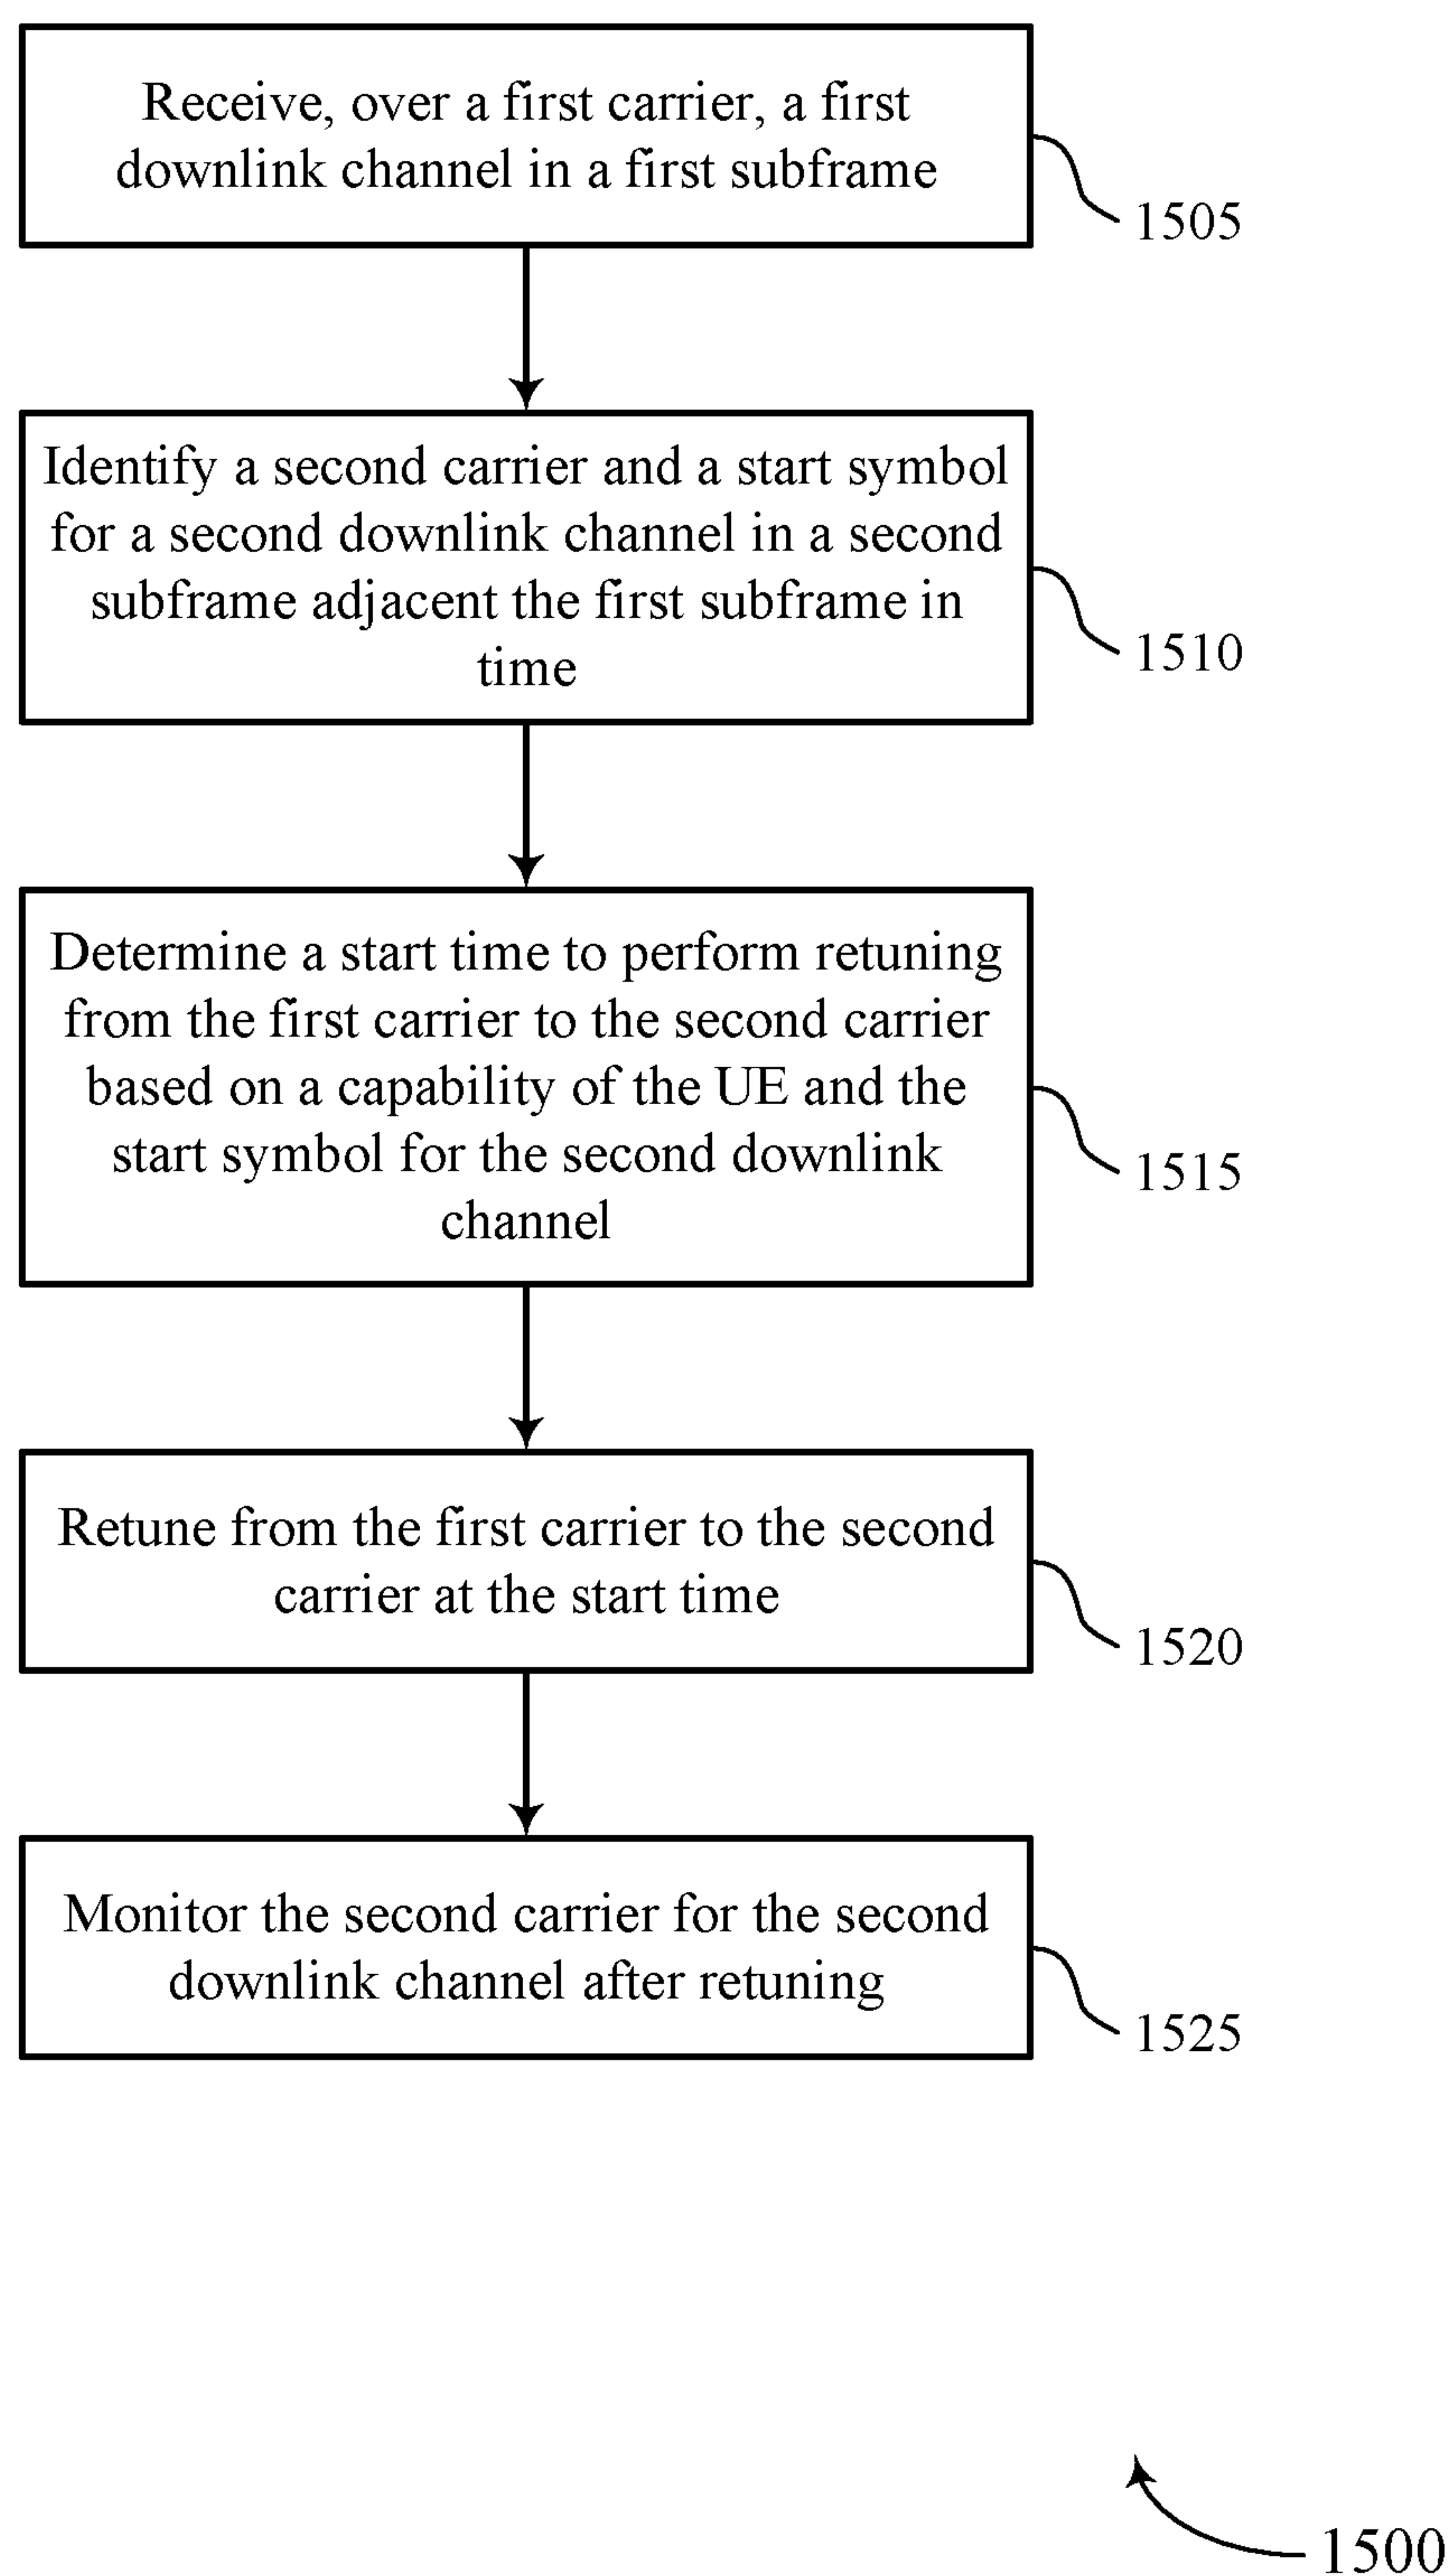 Receive, over a first carrier, a first
downlink channel in a first subframe
1505
Identify a second carrier and a start symbol
for a second downlink channel in a second
subframe adjacent the first subframe in
time
1510
Determine a start time to perform retuning
from the first carrier to the second carrier
based on a capability of the UE and the
start symbol for the second downlink
channel
1515
Retune from the first carrier to the second
carrier at the start time
1520
Monitor the second carrier for the second
downlink channel after retuning
1525
1500